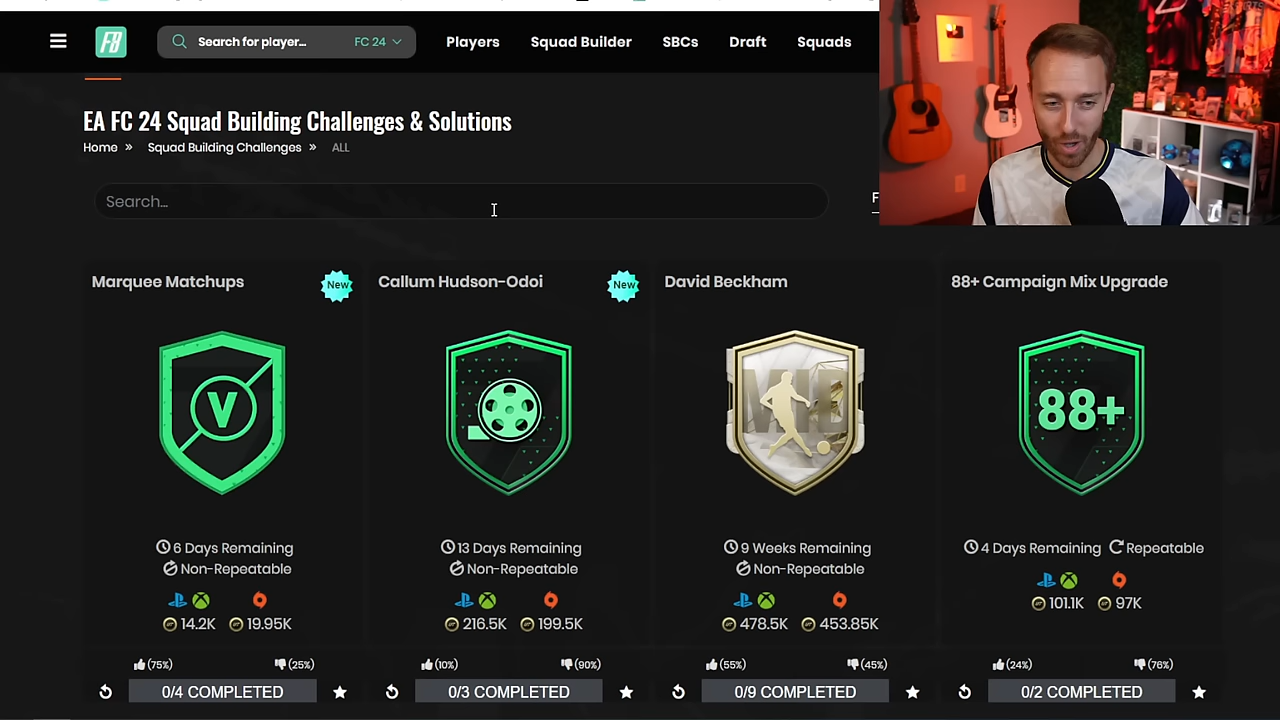 FB
Search for player...
FC 24
Players
Squad Builder
SBCs
Draft
Squads
EA FC 24 Squad Building Challenges & Solutions
Home » Squad Building Challenges » ALL
Search...
F
Marquee Matchups
New
Callum Hudson-Odoi
New
David Beckham
88+ Campaign Mix Upgrade
V
88+
6 Days Remaining
Non-Repeatable
14.2K
19.95K
(75%)
(25%)
0/4 COMPLETED
13 Days Remaining
Non-Repeatable
216.5K
199.5K
(10%)
(90%)
0/3 COMPLETED
9 Weeks Remaining
Non-Repeatable
478.5K
453.85K
(55%)
(45%)
0/9 COMPLETED
4 Days Remaining
Repeatable
101.1K
97K
(24%)
(76%)
0/2 COMPLETED